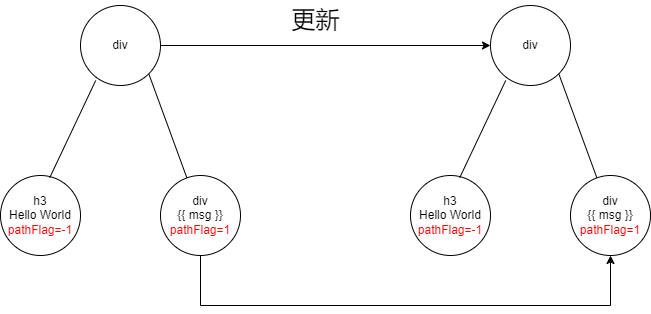 更新
div
div
h3
Hello World
pathFlag=-1
div
{{ msg }}
pathFlag=1
h3
Hello World
pathFlag=-1
div
{{ msg }}
pathFlag=1